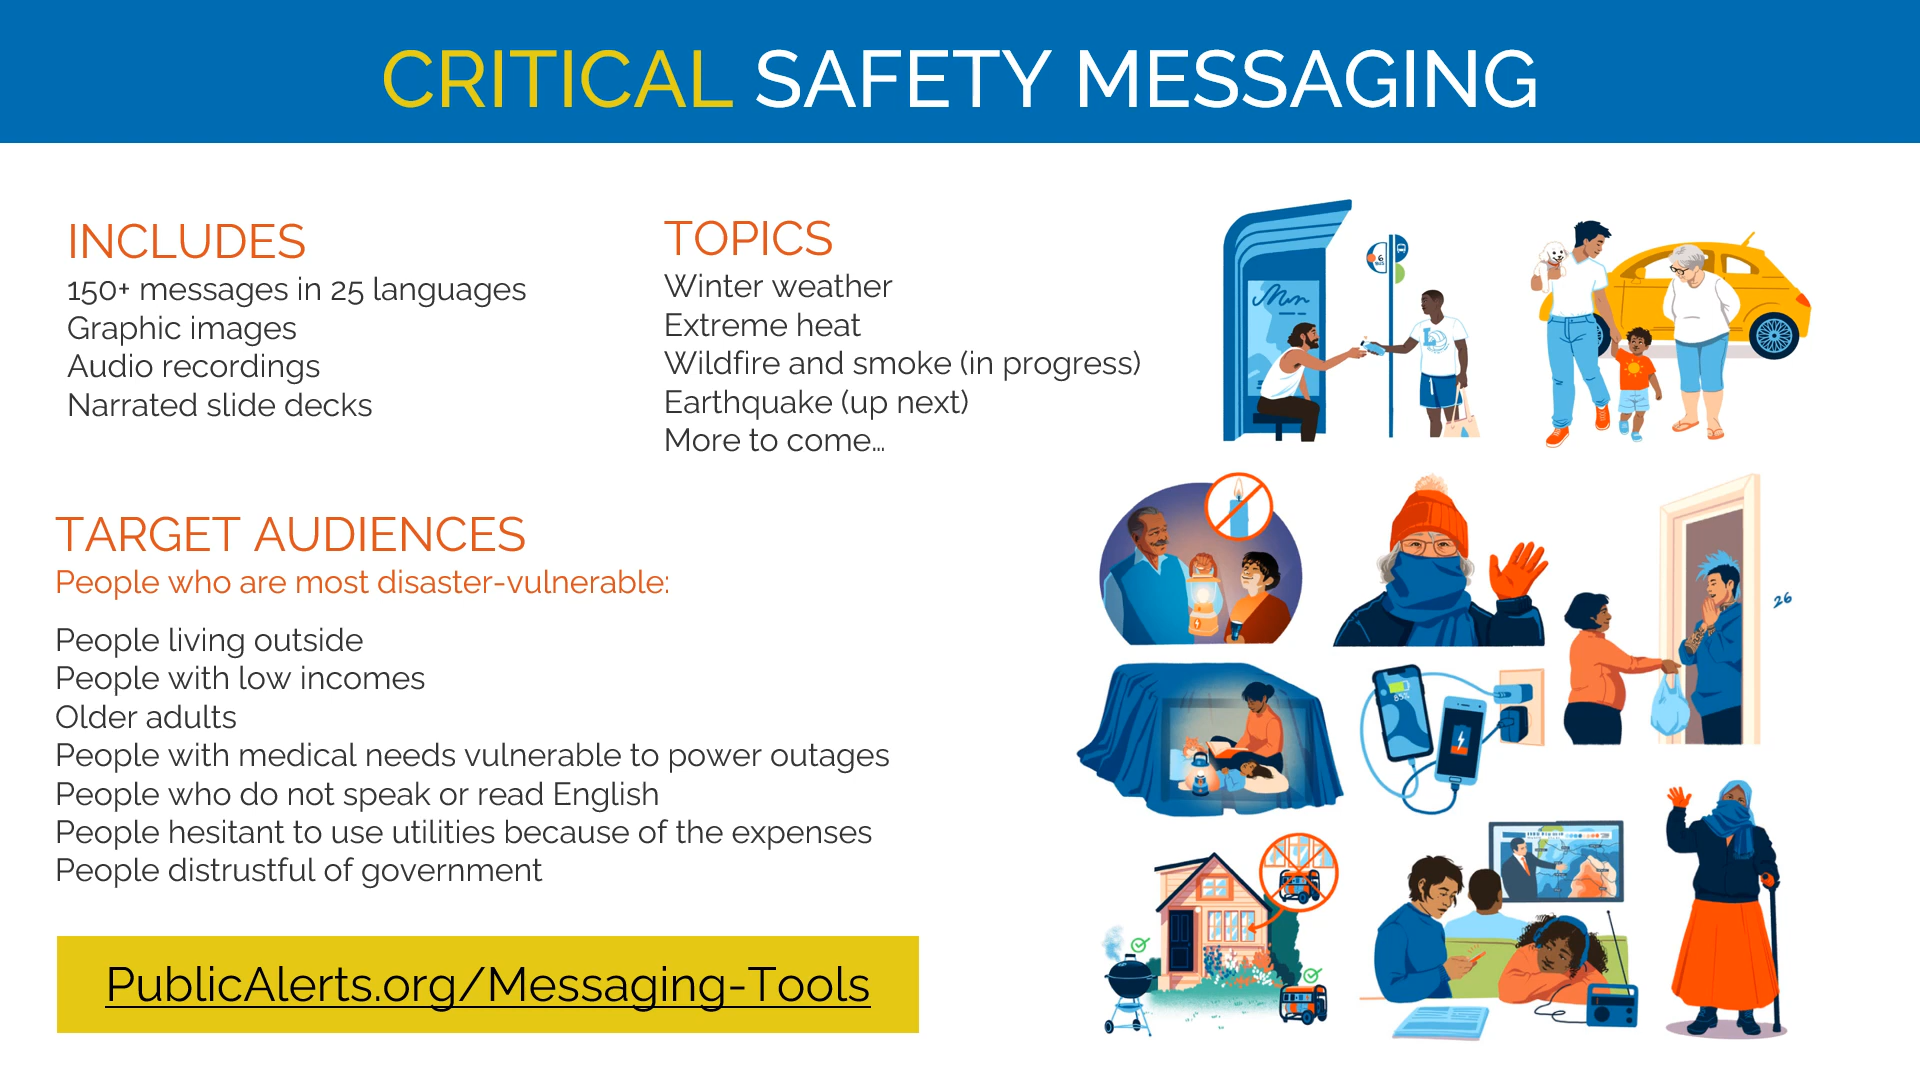 CRITICAL SAFETY MESSAGING
INCLUDES
150+ messages in 25 languages
Graphic images
Audio recordings
Narrated slide decks
TOPICS
Winter weather
Extreme heat
Wildfire and smoke (in progress)
Earthquake (up next)
More to come…
TARGET AUDIENCES
People who are most disaster-vulnerable:
People living outside
People with low incomes
Older adults
People with medical needs vulnerable to power outages
People who do not speak or read English
People hesitant to use utilities because of the expenses
People distrustful of government
PublicAlerts.org/Messaging-Tools
6
L
26
85%